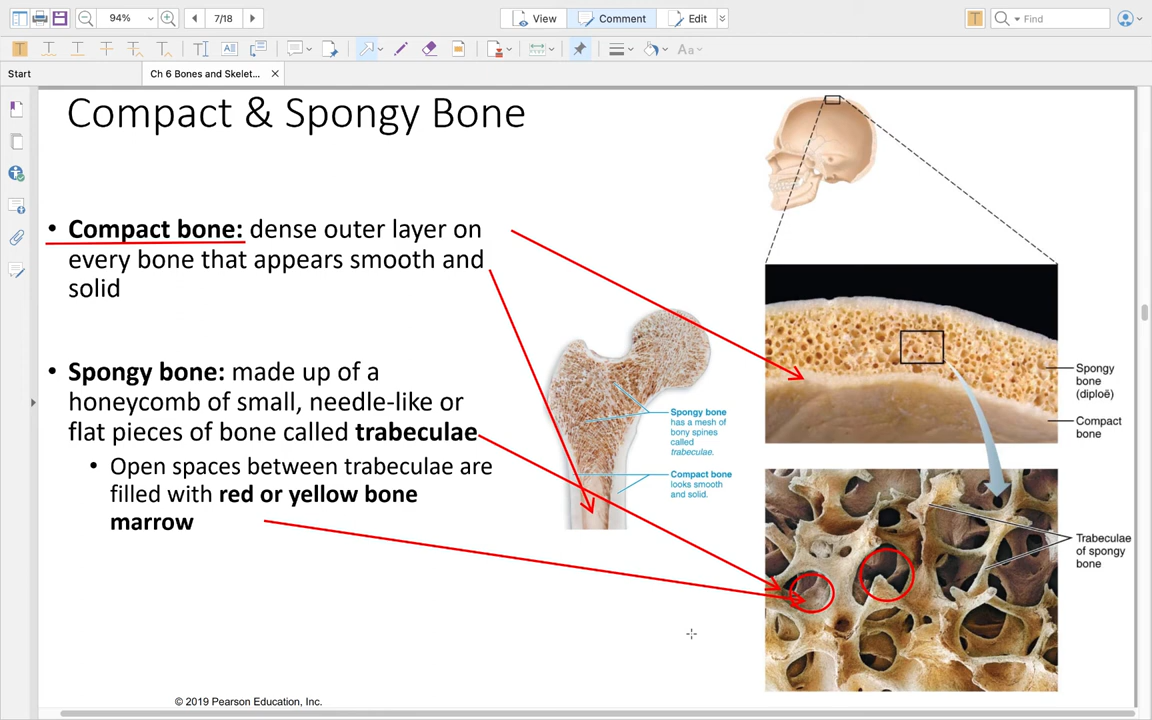 94%
7/18
View
Comment
Edit
Find
Start
Ch 6 Bones and Skelet...
Compact & Spongy Bone
• Compact bone: dense outer layer on
every bone that appears smooth and
solid
• Spongy bone: made up of a
honeycomb of small, needle-like or
flat pieces of bone called trabeculae
• Open spaces between trabeculae are
filled with red or yellow bone
marrow
Spongy bone
has a mesh of
bony spines
called
trabeculae.
Compact bone
looks smooth
and solid.
Spongy
bone
(diploë)
Compact
bone
Trabeculae
of spongy
bone
© 2019 Pearson Education, Inc.